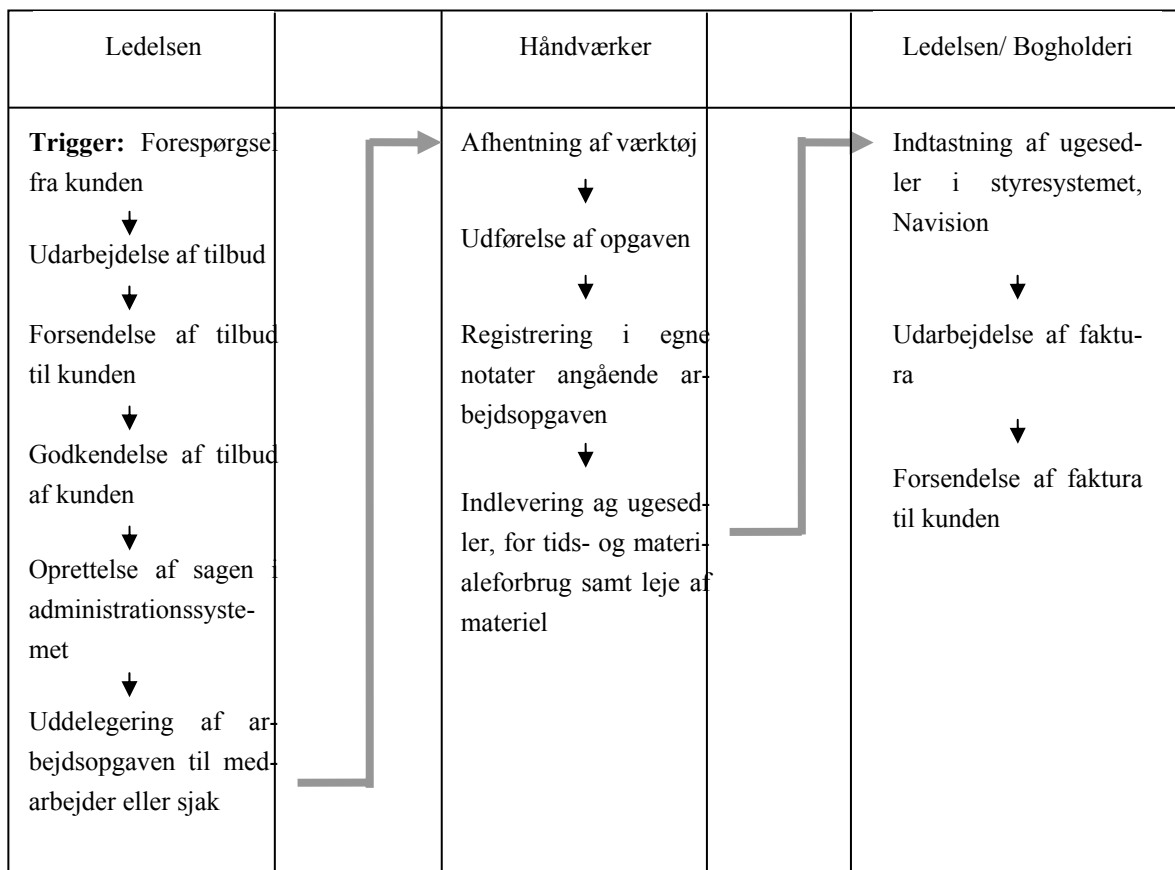 Ledelsen
Håndværker
Ledelsen/ Bogholderi
Trigger: Forespørgsel
fra kunden
Udarbejdelse af tilbud
Forsendelse af tilbud
til kunden
Godkendelse af tilbud
af kunden
Oprettelse af sagen i
administrationssyste-
met
Uddelegering af ar-
bejdsopgaven til med-
arbejder eller sjak
Afhentning af værktøj
Udførelse af opgaven
Registrering i egne
notater angående ar-
bejdsopgaven
Indlevering ag ugesed-
ler, for tids- og materi-
aleforbrug samt leje af
materiel
Indtastning af ugesed-
ler i styresystemet,
Navision
Udarbejdelse af faktu-
ra
Forsendelse af faktura
til kunden